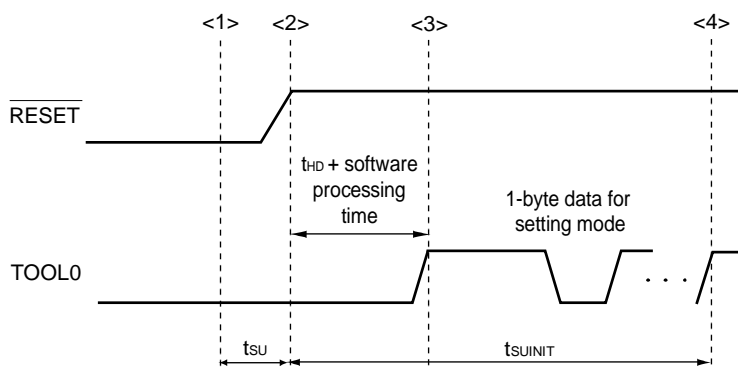 <1> <2> <3> <4>
RESET
tHD + software
processing
time
1-byte data for
setting mode
TOOL0
. . .
tSU
tSUINIT